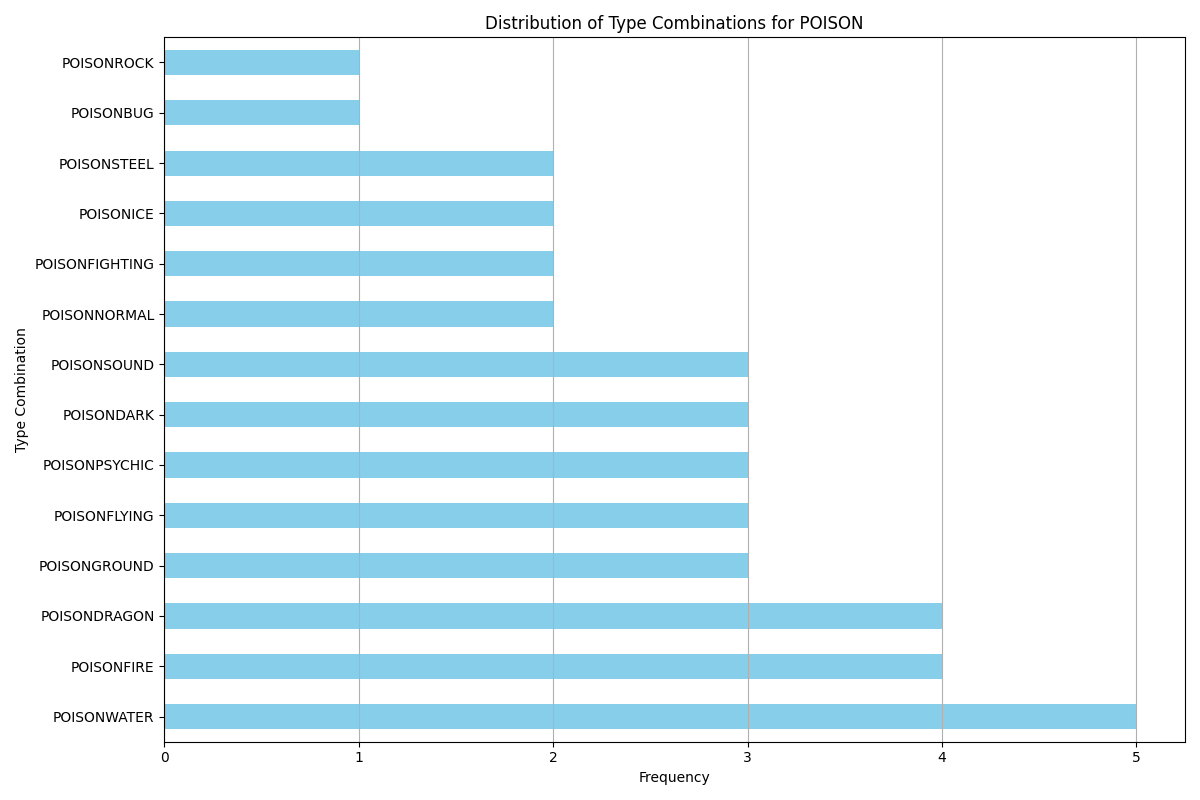 Distribution of Type Combinations for POISON
POISONROCK
POISONBUG
POISONSTEEL
POISONICE
POISONFIGHTING
POISONNORMAL
POISONSOUND
POISONDARK
POISONPSYCHIC
POISONFLYING
POISONGROUND
POISONDRAGON
POISONFIRE
POISONWATER
Type Combination
0 1 2 3 4 5
Frequency